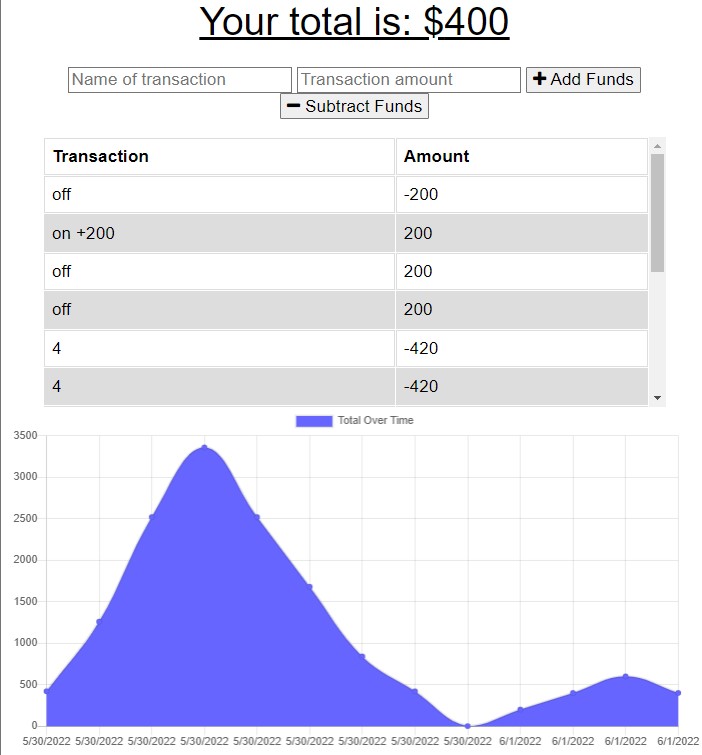 Your total is: $400
Name of transaction Transaction amount + Add Funds
− Subtract Funds
Transaction Amount
off -200
on +200 200
off 200
off 200
4 -420
4 -420
Total Over Time
3500
3000
2500
2000
1500
1000
500
0
5/30/2022 5/30/2022 5/30/2022 5/30/2022 5/30/2022 5/30/2022 5/30/2022 5/30/2022 5/30/2022 6/1/2022 6/1/2022 6/1/2022 6/1/2022